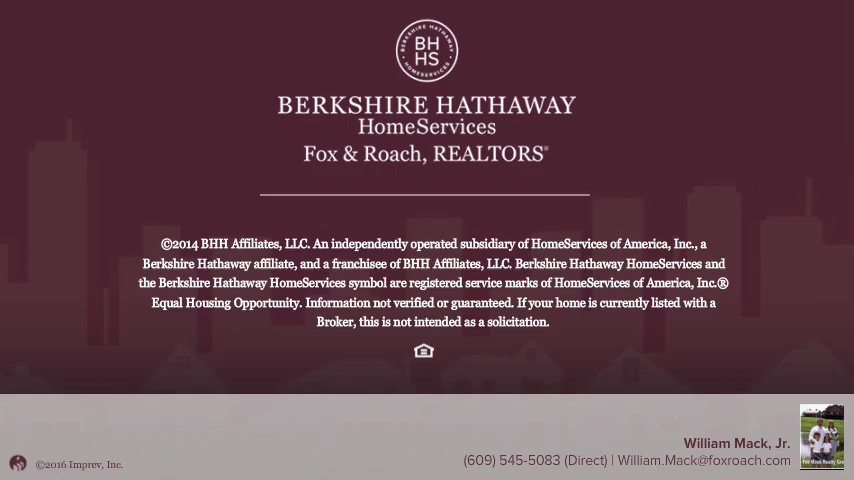 BERKSHIRE HATHAWAY HOMESERVICES
BH
HS
BERKSHIRE HATHAWAY
HomeServices
Fox & Roach, REALTORS®
©2014 BHH Affiliates, LLC. An independently operated subsidiary of HomeServices of America, Inc., a
Berkshire Hathaway affiliate, and a franchisee of BHH Affiliates, LLC. Berkshire Hathaway HomeServices and
the Berkshire Hathaway HomeServices symbol are registered service marks of HomeServices of America, Inc.®
Equal Housing Opportunity. Information not verified or guaranteed. If your home is currently listed with a
Broker, this is not intended as a solicitation.
William Mack, Jr.
(609) 545-5083 (Direct) | William.Mack@foxroach.com
The Mack Realty
©2016 Imprev, Inc.